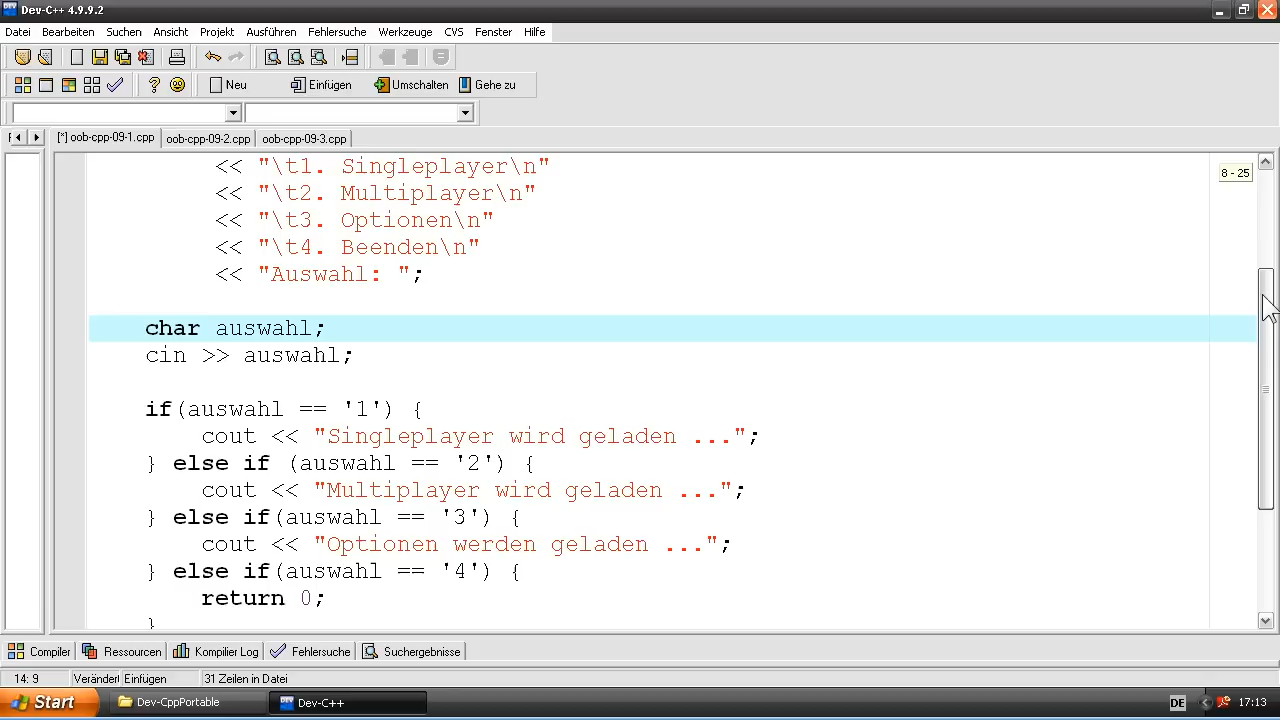 Dev-C++ 4.9.9.2
Datei Bearbeiten Suchen Ansicht Projekt Ausführen Fehlersuche Werkzeuge CVS Fenster Hilfe
Neu Einfügen Umschalten Gehe zu
[*] oob-cpp-09-1.cpp oob-cpp-09-2.cpp oob-cpp-09-3.cpp
<< "\t1. Singleplayer\n"
8 - 25
<< "\t2. Multiplayer\n"
<< "\t3. Optionen\n"
<< "\t4. Beenden\n"
<< "Auswahl: ";
char auswahl;
cin >> auswahl;
if(auswahl == '1') {
cout << "Singleplayer wird geladen ...";
} else if (auswahl == '2') {
cout << "Multiplayer wird geladen ...";
} else if(auswahl == '3') {
cout << "Optionen werden geladen ...";
} else if(auswahl == '4') {
return 0;
}
Compiler Ressourcen Kompilier Log Fehlersuche Suchergebnisse
14: 9 Veränder Einfügen 31 Zeilen in Datei
Start Dev-CppPortable Dev-C++ DE 17:13